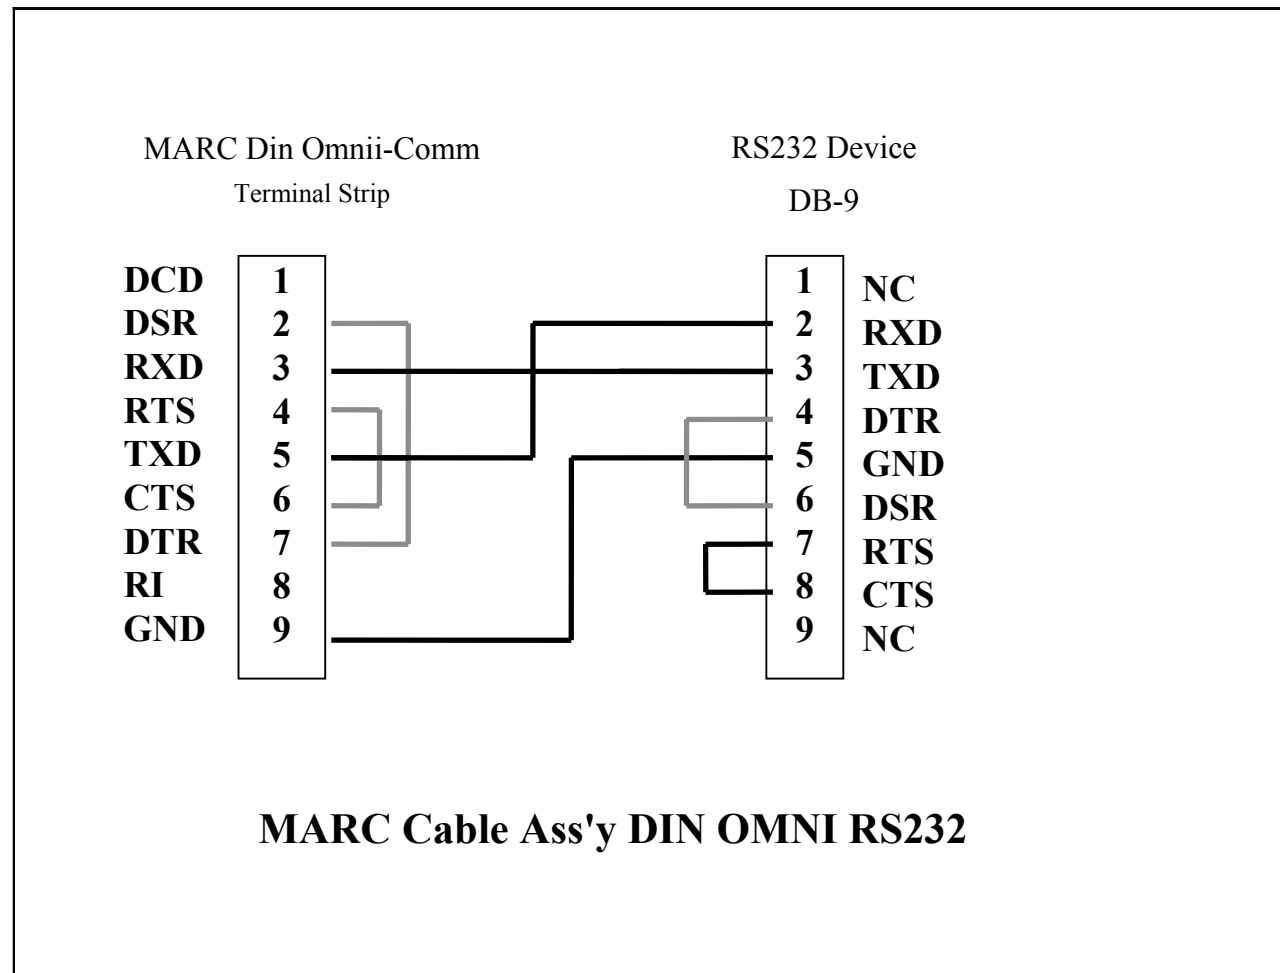 MARC Din Omnii-Comm
Terminal Strip
RS232 Device
DB-9
DCD 1
DSR 2
RXD 3
RTS 4
TXD 5
CTS 6
DTR 7
RI 8
GND 9
1 NC
2 RXD
3 TXD
4 DTR
5 GND
6 DSR
7 RTS
8 CTS
9 NC
MARC Cable Ass'y DIN OMNI RS232